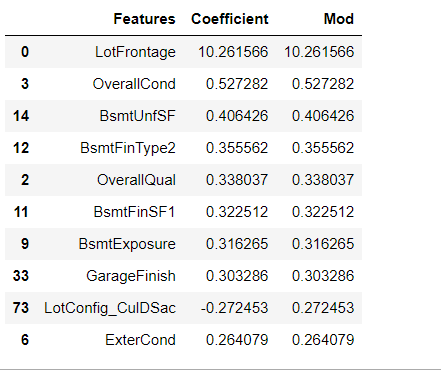 Features Coefficient Mod
0 LotFrontage 10.261566 10.261566
3 OverallCond 0.527282 0.527282
14 BsmtUnfSF 0.406426 0.406426
12 BsmtFinType2 0.355562 0.355562
2 OverallQual 0.338037 0.338037
11 BsmtFinSF1 0.322512 0.322512
9 BsmtExposure 0.316265 0.316265
33 GarageFinish 0.303286 0.303286
73 LotConfig_CulDSac -0.272453 0.272453
6 ExterCond 0.264079 0.264079